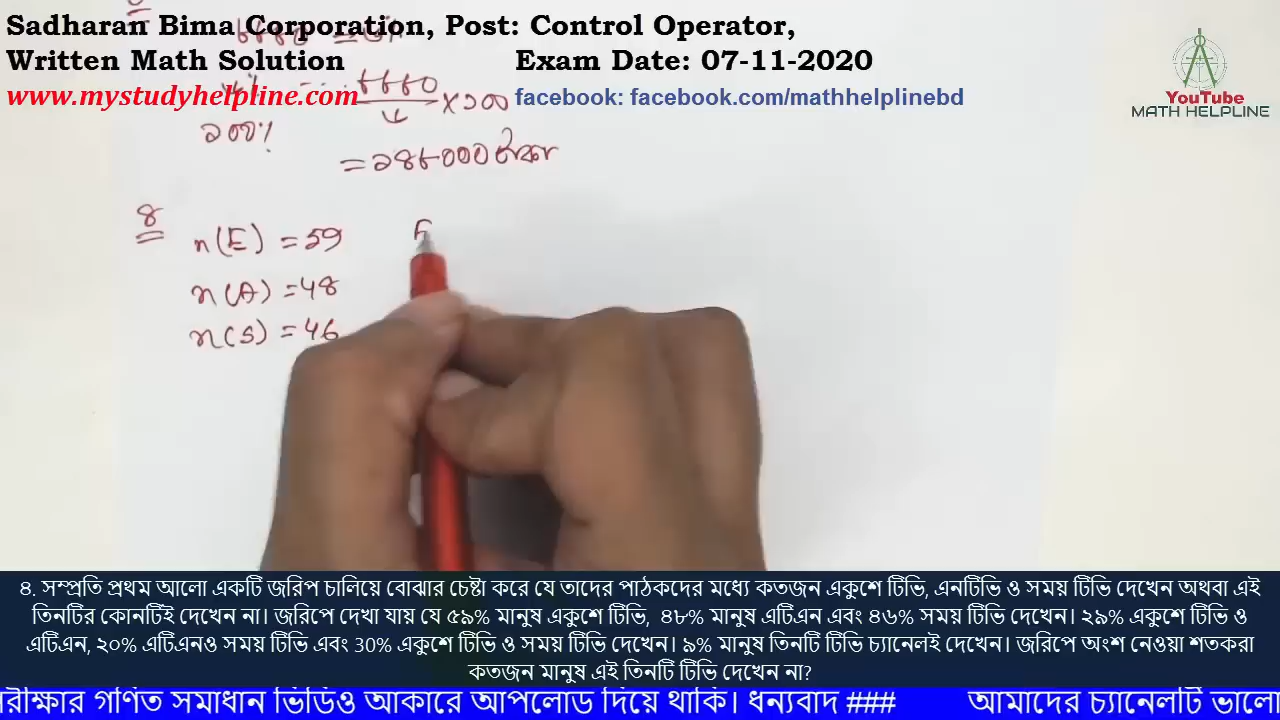 Sadharan Bima Corporation, Post: Control Operator,
Written Math Solution Exam Date: 07-11-2020
www.mystudyhelpline.com facebook: facebook.com/mathhelplinebd
YouTube
MATH HELPLINE
× ১০০
১০০%
= ১৪৮০০০ টাকা
৪
n(E) = 59
n(A) = 48
n(S) = 46
৪. সম্প্রতি প্রথম আলো একটি জরিপ চালিয়ে বোঝার চেষ্টা করে যে তাদের পাঠকদের মধ্যে কতজন একুশে টিভি, এনটিভি ও সময় টিভি দেখেন অথবা এই
তিনটির কোনটিই দেখেন না। জরিপে দেখা যায় যে ৫৯% মানুষ একুশে টিভি, ৪৮% মানুষ এটিএন এবং ৪৬% সময় টিভি দেখেন। ২৯% একুশে টিভি ও
এটিএন, ২০% এটিএনও সময় টিভি এবং 30% একুশে টিভি ও সময় টিভি দেখেন। ৯% মানুষ তিনটি টিভি চ্যানেলই দেখেন। জরিপে অংশ নেওয়া শতকরা
কতজন মানুষ এই তিনটি টিভি দেখেন না?
রীক্ষার গাণিত সমাধান ভিডিও আকারে আপলোড দিয়ে থাকি। ধন্যবাদ ### আমাদের চ্যানেলটি ভালো